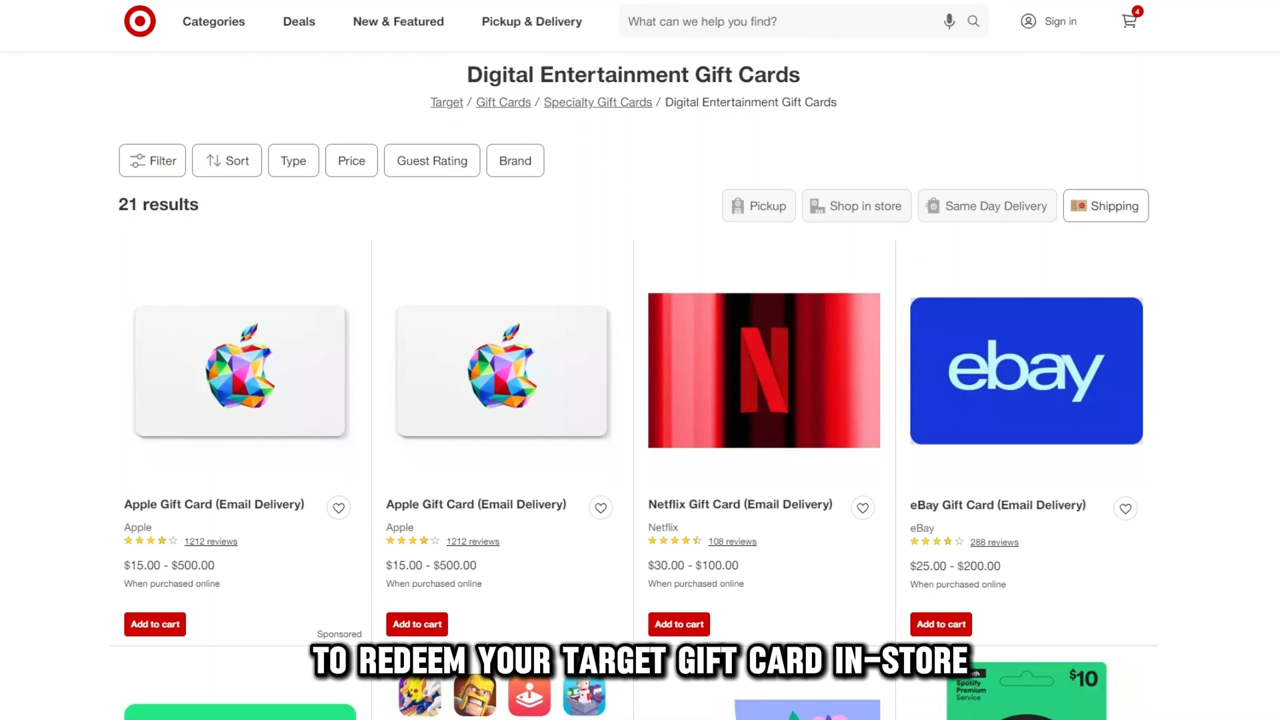 Categories
Deals
New & Featured
Pickup & Delivery
What can we help you find?
Sign in
4
Digital Entertainment Gift Cards
Target / Gift Cards / Specialty Gift Cards / Digital Entertainment Gift Cards
Filter
Sort
Type
Price
Guest Rating
Brand
21 results
Pickup
Shop in store
Same Day Delivery
Shipping
N
ebay
Apple Gift Card (Email Delivery)
Apple
1212 reviews
$15.00 - $500.00
When purchased online
Add to cart
Sponsored
Apple Gift Card (Email Delivery)
Apple
1212 reviews
$15.00 - $500.00
When purchased online
Add to cart
Netflix Gift Card (Email Delivery)
Netflix
108 reviews
$30.00 - $100.00
When purchased online
Add to cart
eBay Gift Card (Email Delivery)
eBay
288 reviews
$25.00 - $200.00
When purchased online
Add to cart
TO REDEEM YOUR TARGET GIFT CARD IN-STORE
Spotify
Premium
Service
$10